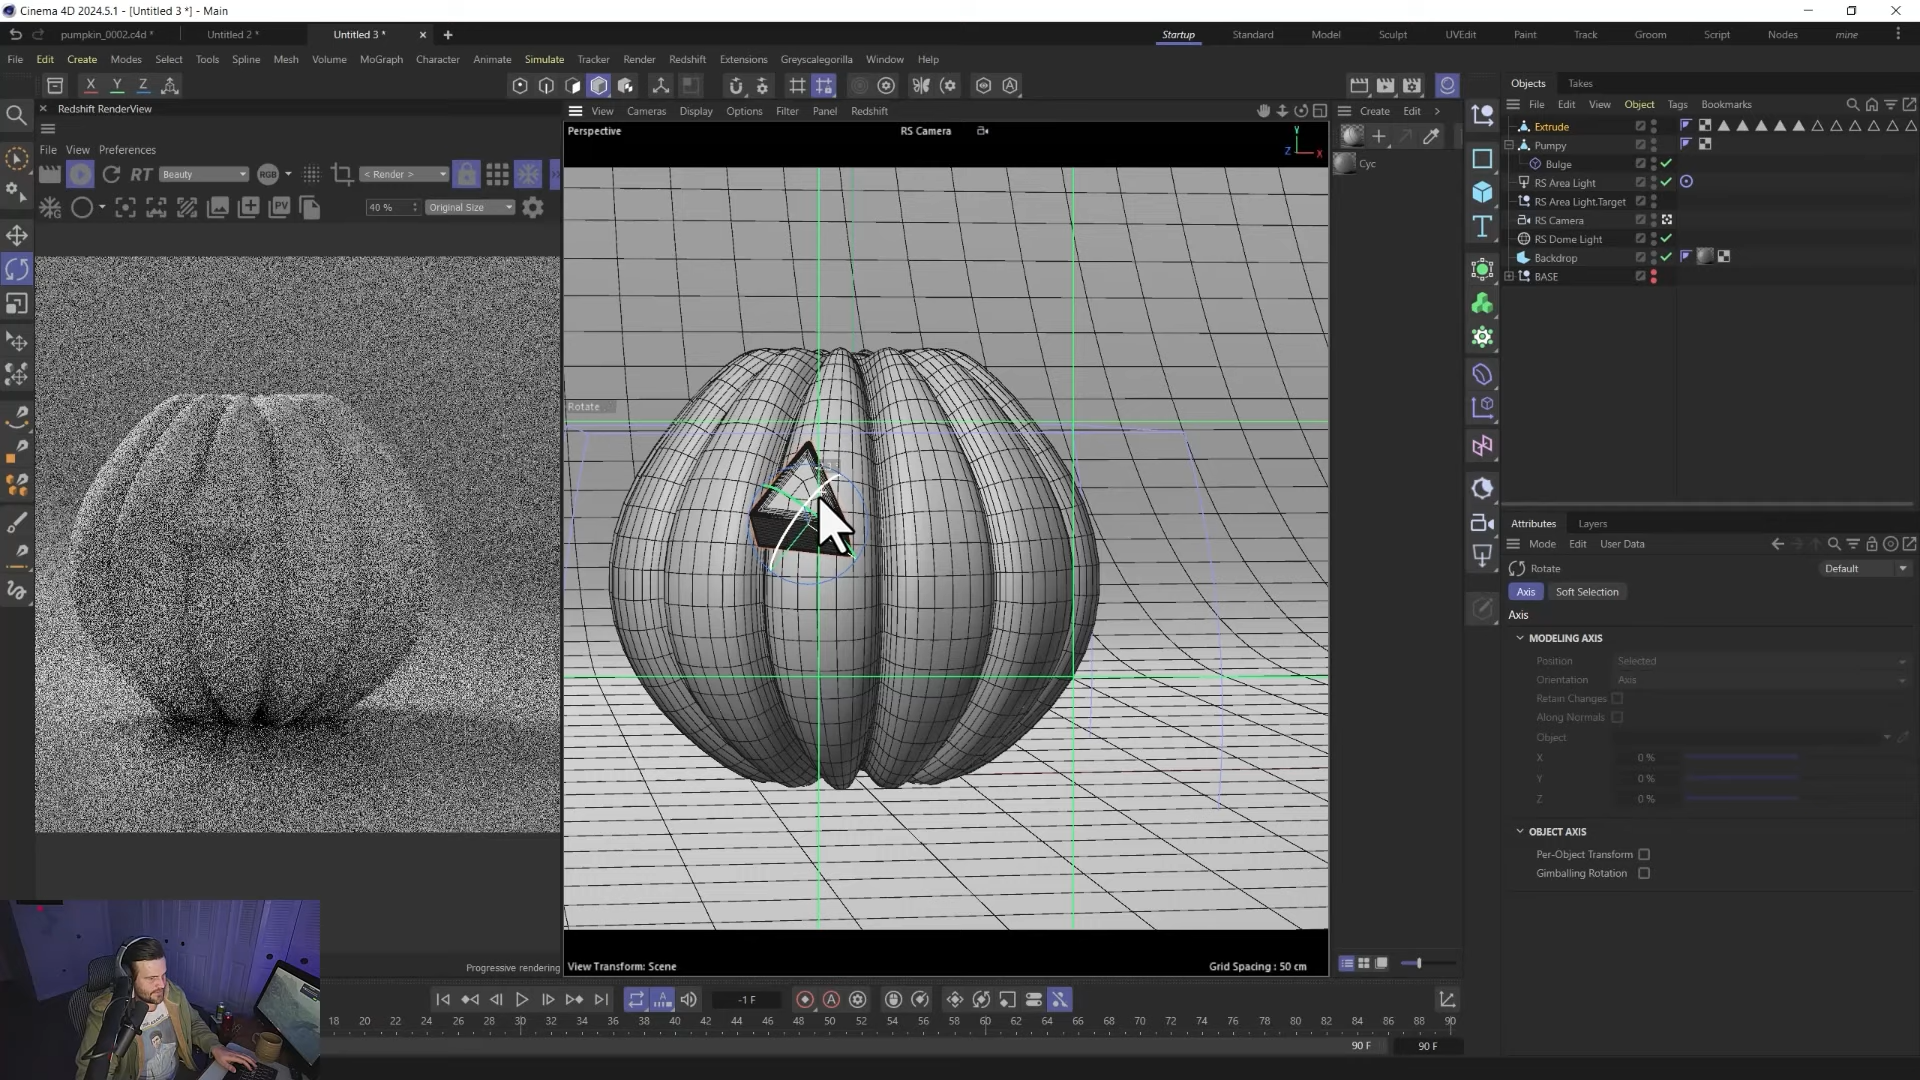 Cinema 4D 2024.5.1 - [Untitled 3 *] - Main
pumpkin_0002.c4d *
Untitled 2 *
Untitled 3 *
Startup
Standard
Model
Sculpt
UVEdit
Paint
Track
Groom
Script
Nodes
mine
File Edit Create Modes Select Tools Spline Mesh Volume MoGraph Character Animate Simulate Tracker Render Redshift Extensions Greyscalegorilla Window Help
X Y Z
Redshift RenderView
File View Preferences
RT Beauty RGB < Render >
PV 40 % Original Size
View Cameras Display Options Filter Panel Redshift
Perspective
RS Camera
Y
Z X
Rotate
Create Edit
Cyc
Objects Takes
File Edit View Object Tags Bookmarks
Extrude
Pumpy
Bulge
RS Area Light
RS Area Light.Target
RS Camera
RS Dome Light
Backdrop
BASE
Attributes Layers
Mode Edit User Data
Rotate
Default
Axis Soft Selection
Axis
MODELING AXIS
Position Selected
Orientation Axis
Retain Changes
Along Normals
Object
X 0 %
Y 0 %
Z 0 %
OBJECT AXIS
Per-Object Transform
Gimballing Rotation
Progressive rendering
View Transform: Scene
Grid Spacing : 50 cm
-1 F
18 20 22 24 26 28 30 32 34 36 38 40 42 44 46 48 50 52 54 56 58 60 62 64 66 68 70 72 74 76 78 80 82 84 86 88 90
90 F
90 F